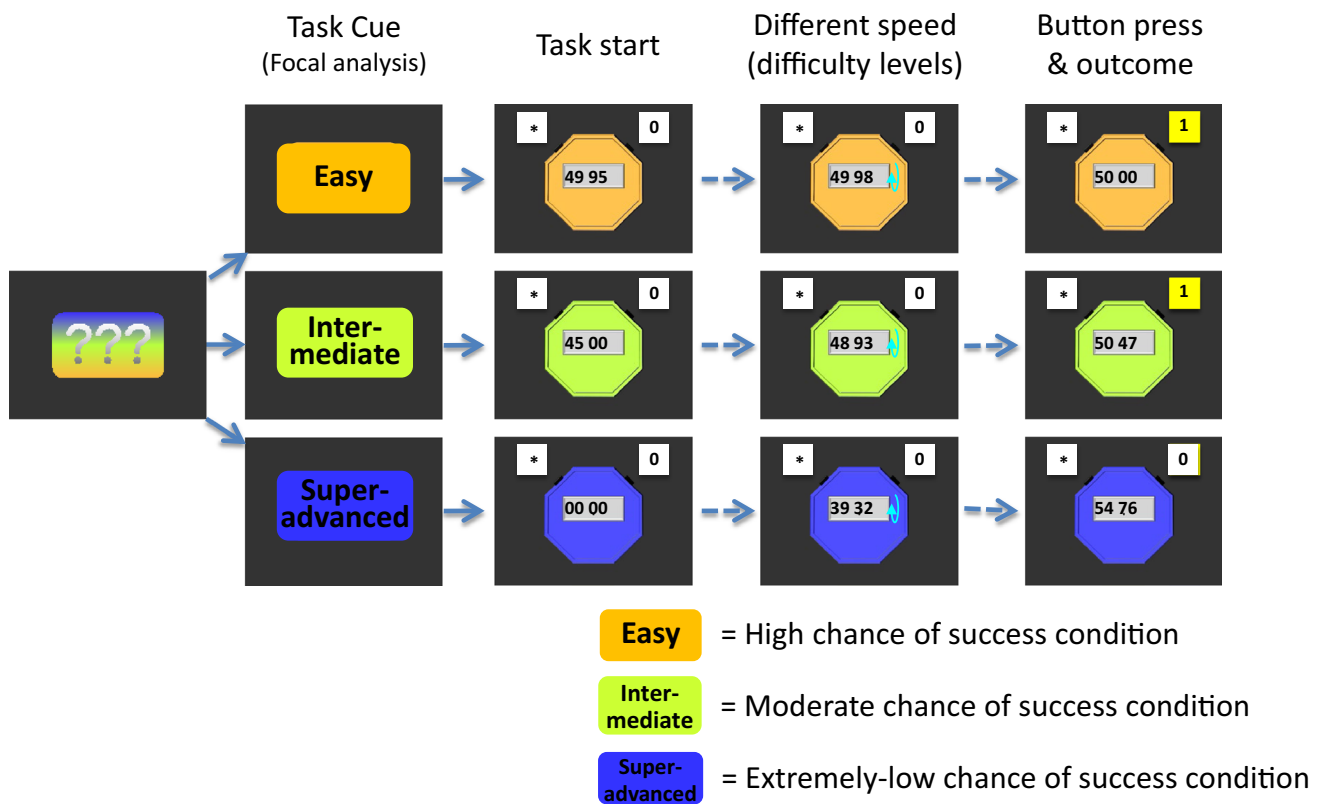 Task Cue
(Focal analysis)
Task start
Different speed
(difficulty levels)
Button press
& outcome
Easy
* 0
49 95
* 0
49 98
* 1
50 00
???
Inter-
mediate
* 0
45 00
* 0
48 93
* 1
50 47
Super-
advanced
* 0
00 00
* 0
39 32
* 0
54 76
Easy = High chance of success condition
Inter-
mediate = Moderate chance of success condition
Super-
advanced = Extremely-low chance of success condition